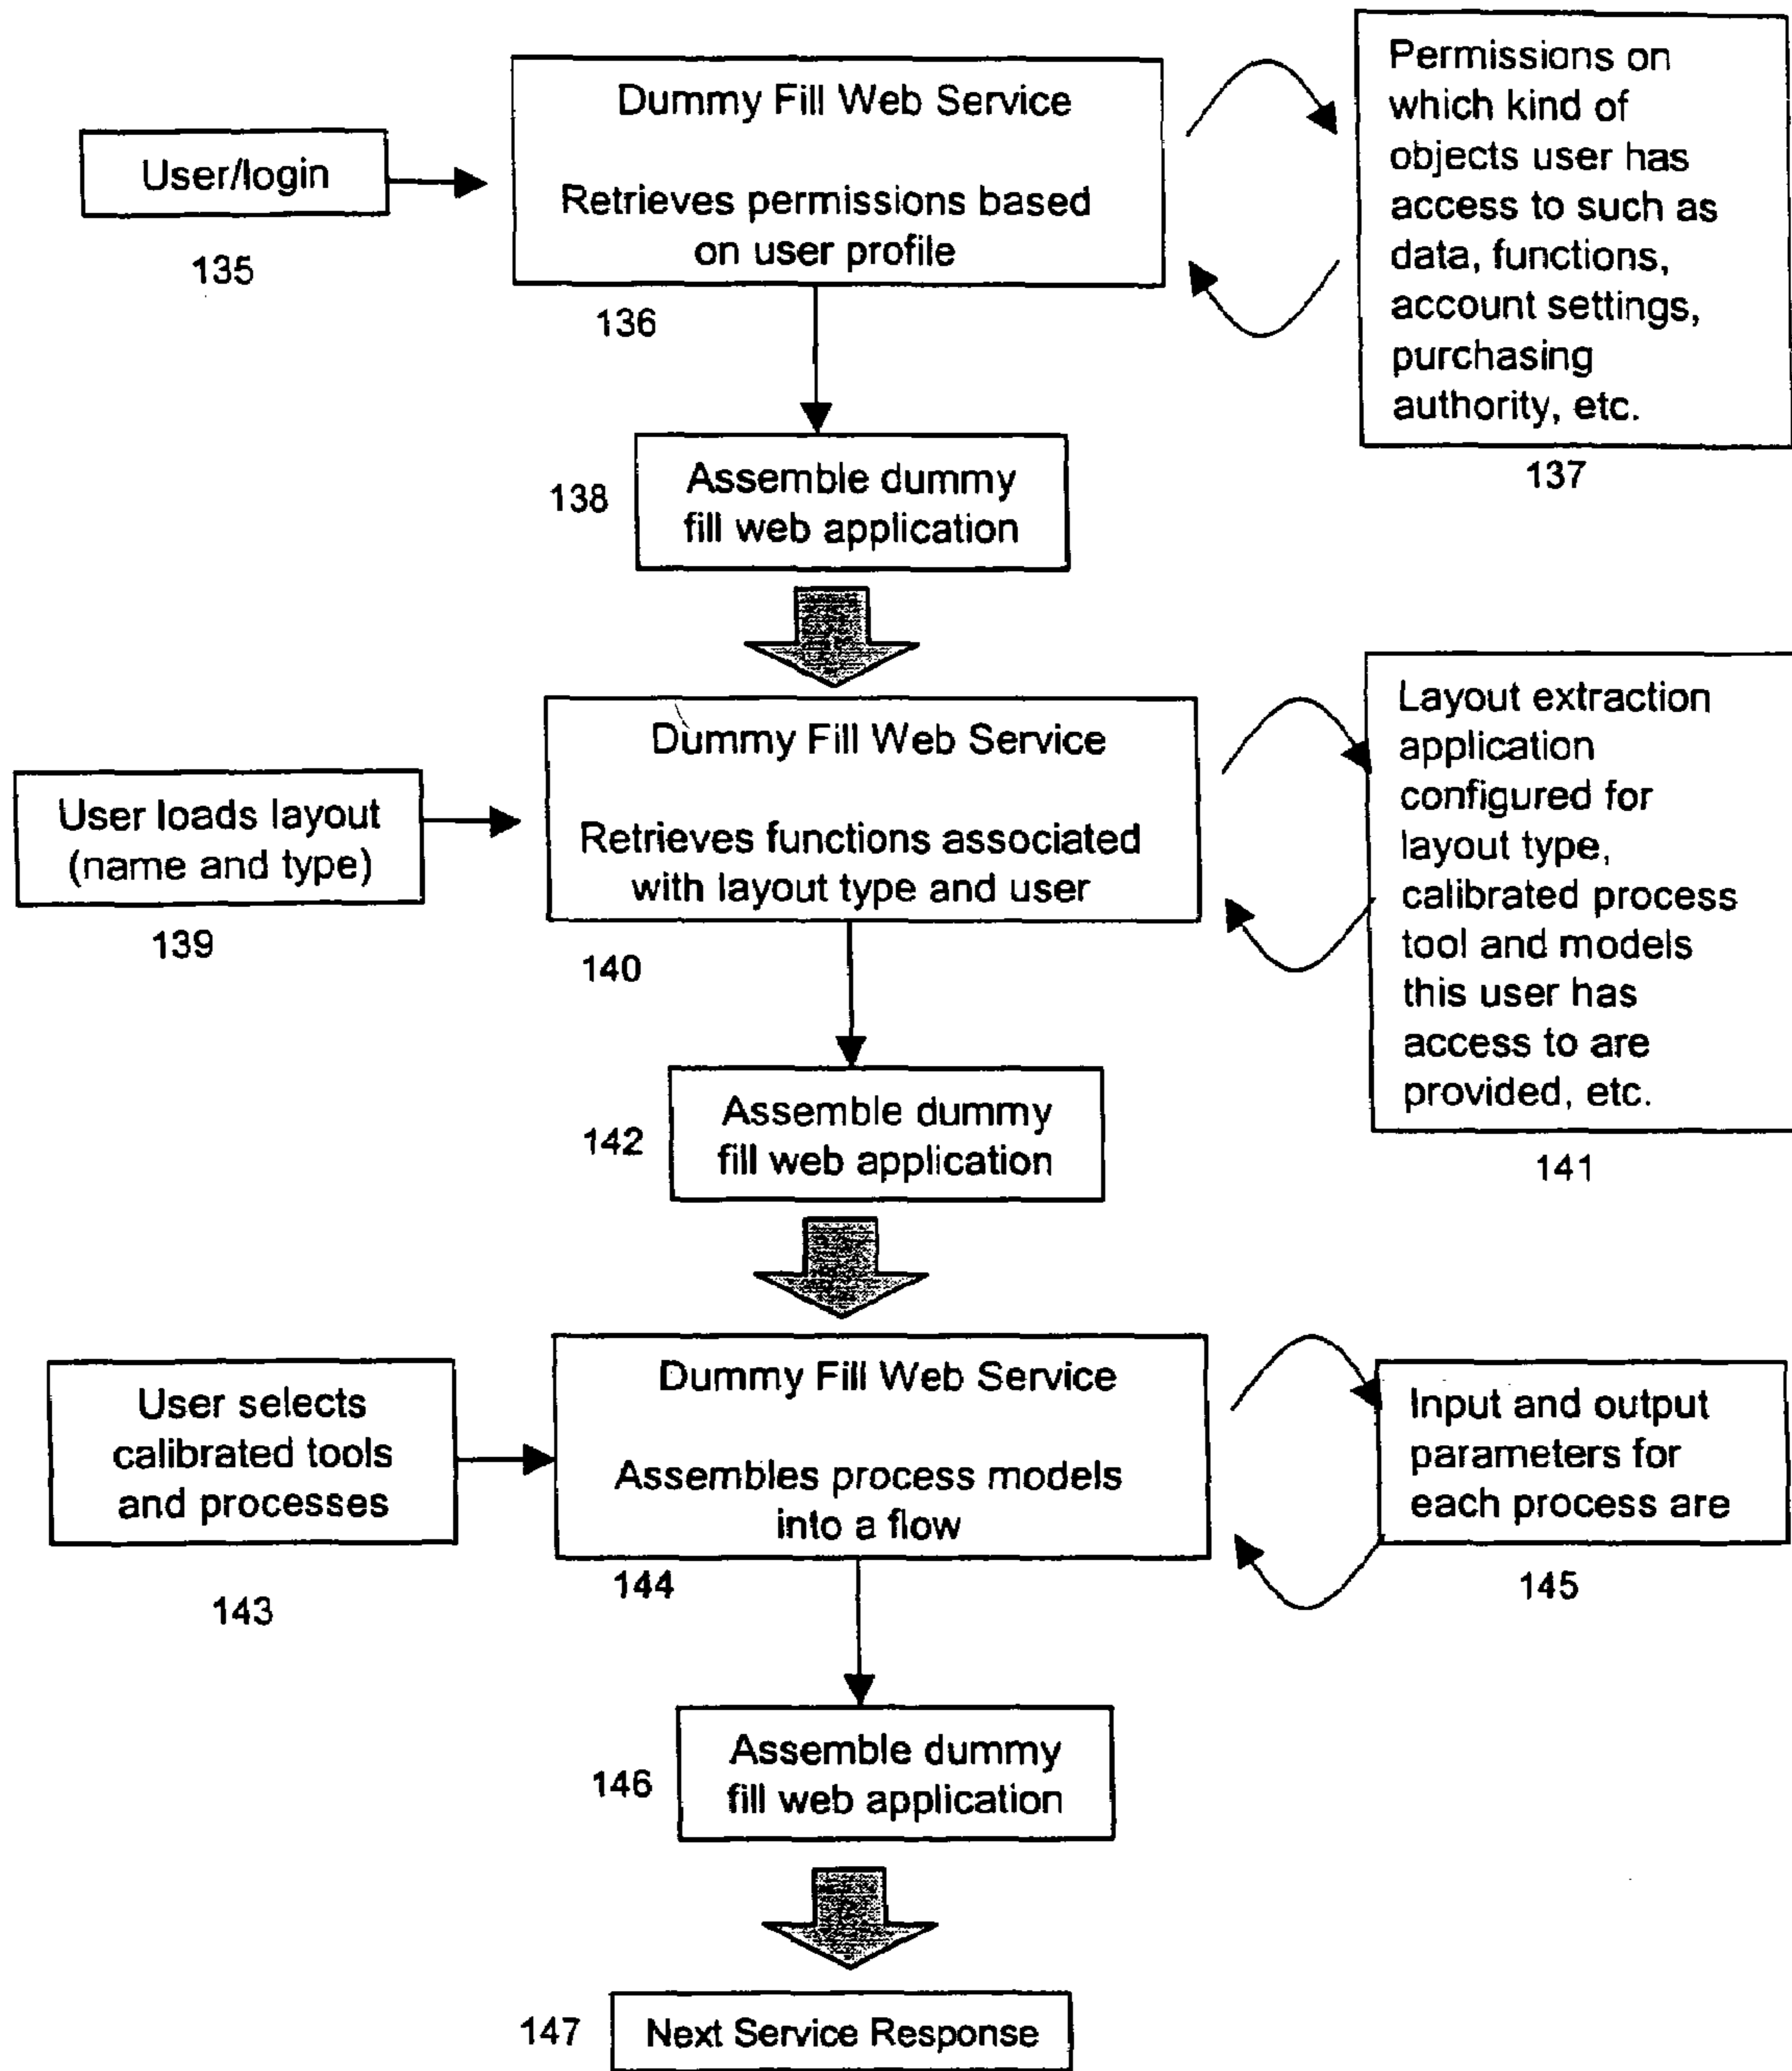 User/login
135
Dummy Fill Web Service
Retrieves permissions based
on user profile
136
Permissions on
which kind of
objects user has
access to such as
data, functions,
account settings,
purchasing
authority, etc.
137
138
Assemble dummy
fill web application
User loads layout
(name and type)
139
Dummy Fill Web Service
Retrieves functions associated
with layout type and user
140
Layout extraction
application
configured for
layout type,
calibrated process
tool and models
this user has
access to are
provided, etc.
141
142
Assemble dummy
fill web application
User selects
calibrated tools
and processes
143
Dummy Fill Web Service
Assembles process models
into a flow
144
Input and output
parameters for
each process are
145
146
Assemble dummy
fill web application
147
Next Service Response